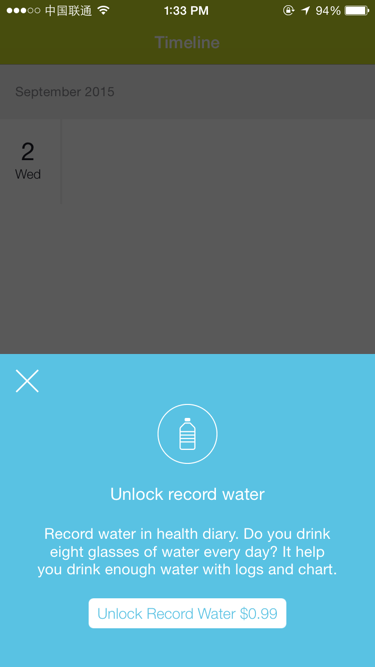 中国联通 1:33 PM 94%
Timeline
September 2015
2
Wed
Unlock record water
Record water in health diary. Do you drink
eight glasses of water every day? It help
you drink enough water with logs and chart.
Unlock Record Water $0.99